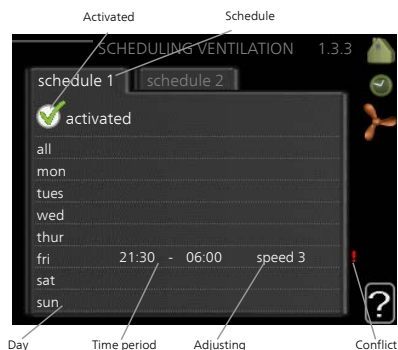 Activated Schedule
SCHEDULING VENTILATION 1.3.3
schedule 1 schedule 2
activated
all
mon
tues
wed
thur
fri 21:30 - 06:00 speed 3 !
sat
sun
?
Day Time period Adjusting Conflict